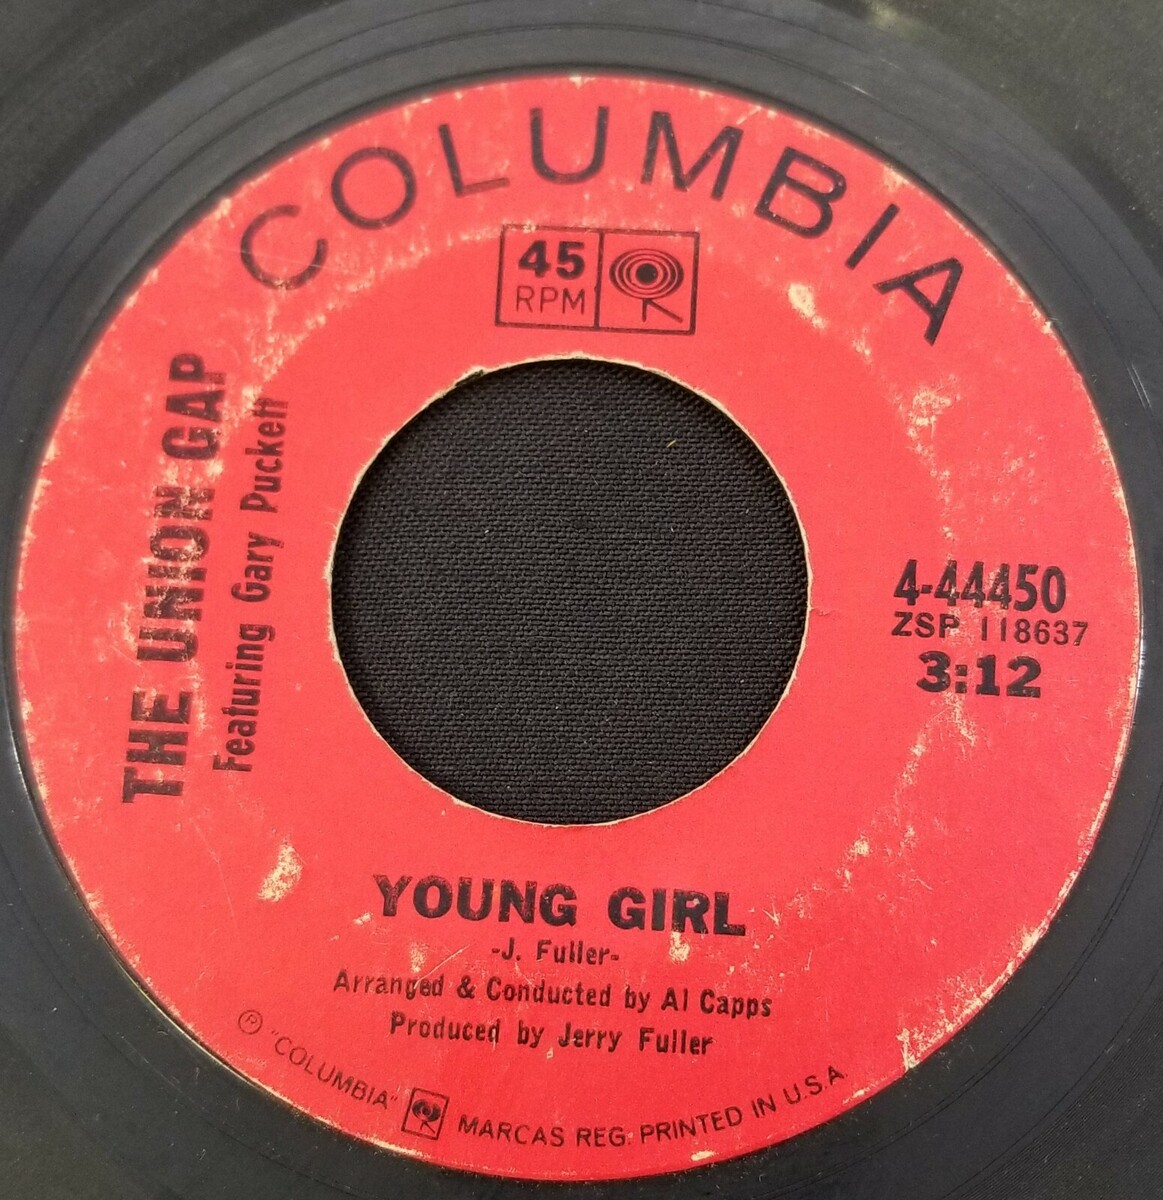 COLUMBIA
45
RPM
THE UNION GAP
Featuring Gary Puckett
4-44450
ZSP 118637
3:12
YOUNG GIRL
-J. Fuller-
Arranged & Conducted by Al Capps
Produced by Jerry Fuller
℗ "COLUMBIA" MARCAS REG. PRINTED IN U.S.A.